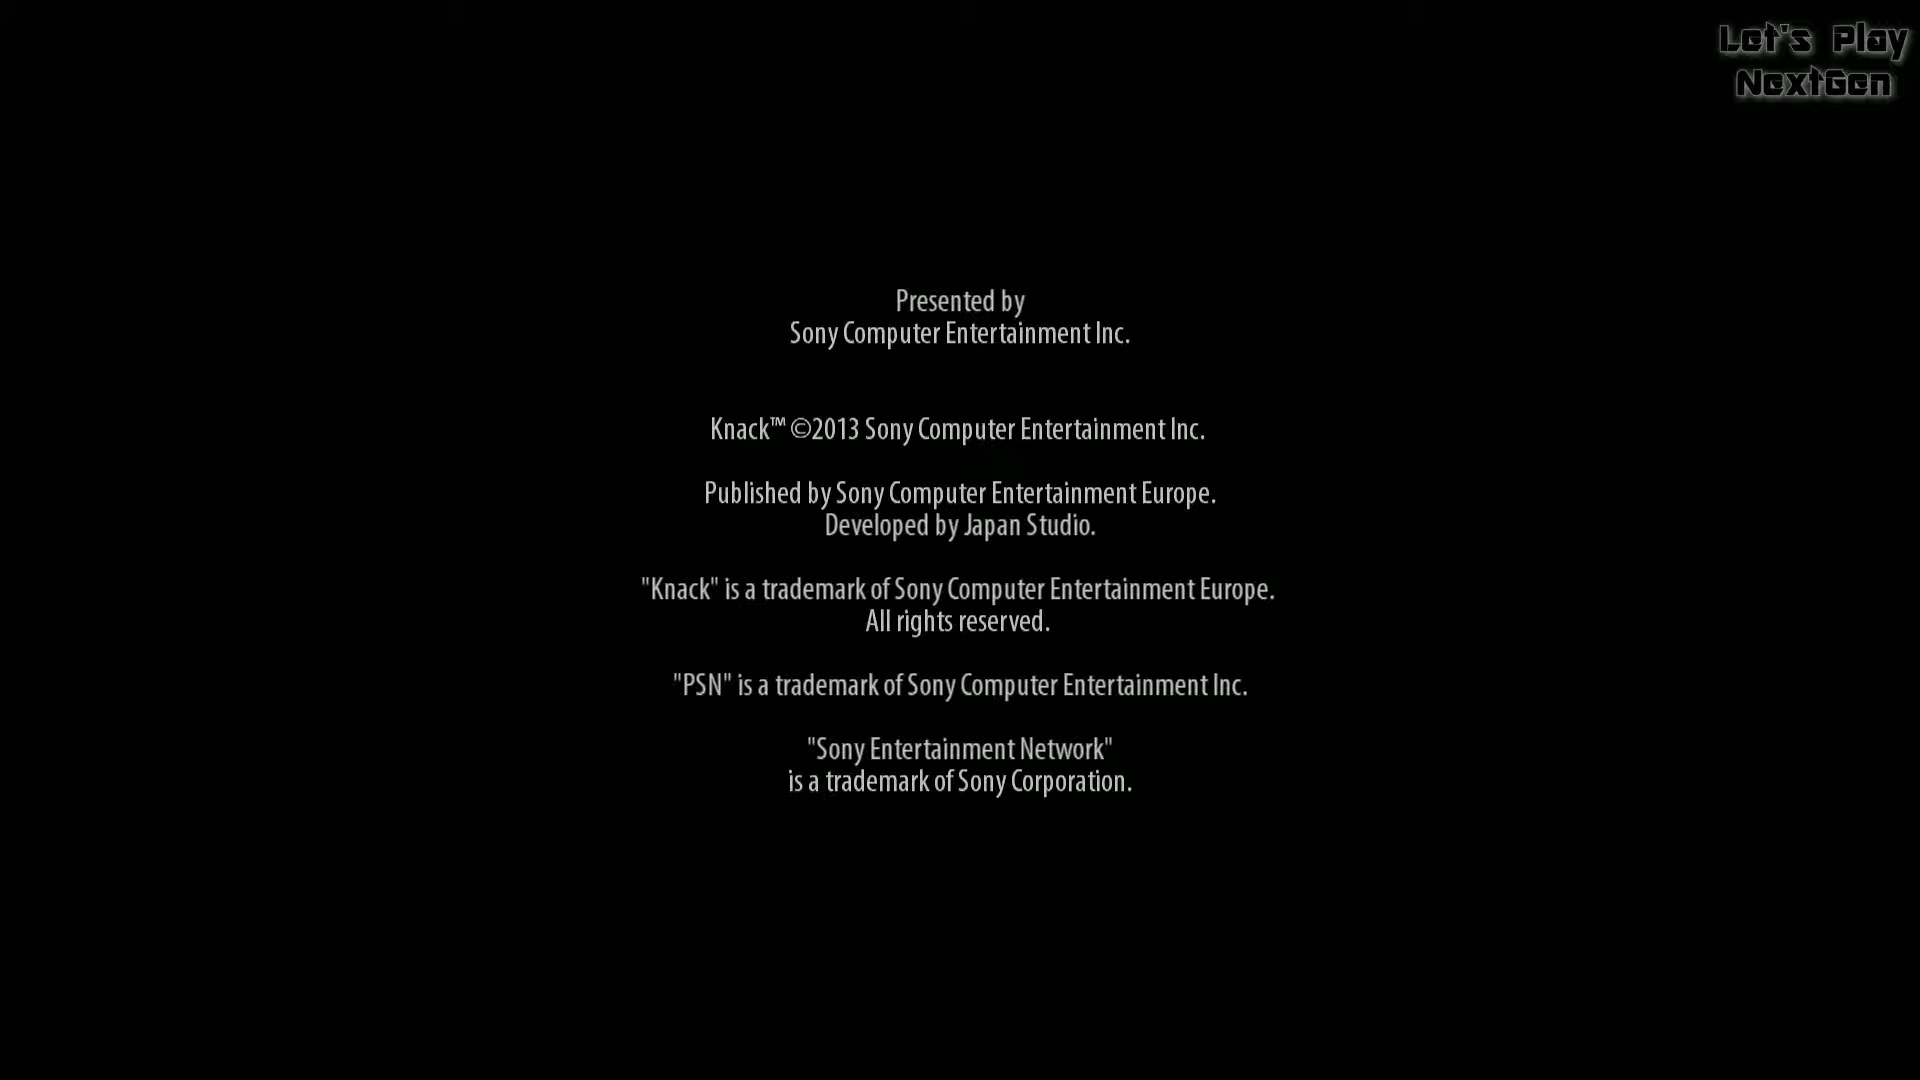 Let's Play
NextGen
Presented by
Sony Computer Entertainment Inc.
Knack™ ©2013 Sony Computer Entertainment Inc.
Published by Sony Computer Entertainment Europe.
Developed by Japan Studio.
"Knack" is a trademark of Sony Computer Entertainment Europe.
All rights reserved.
"PSN" is a trademark of Sony Computer Entertainment Inc.
"Sony Entertainment Network"
is a trademark of Sony Corporation.